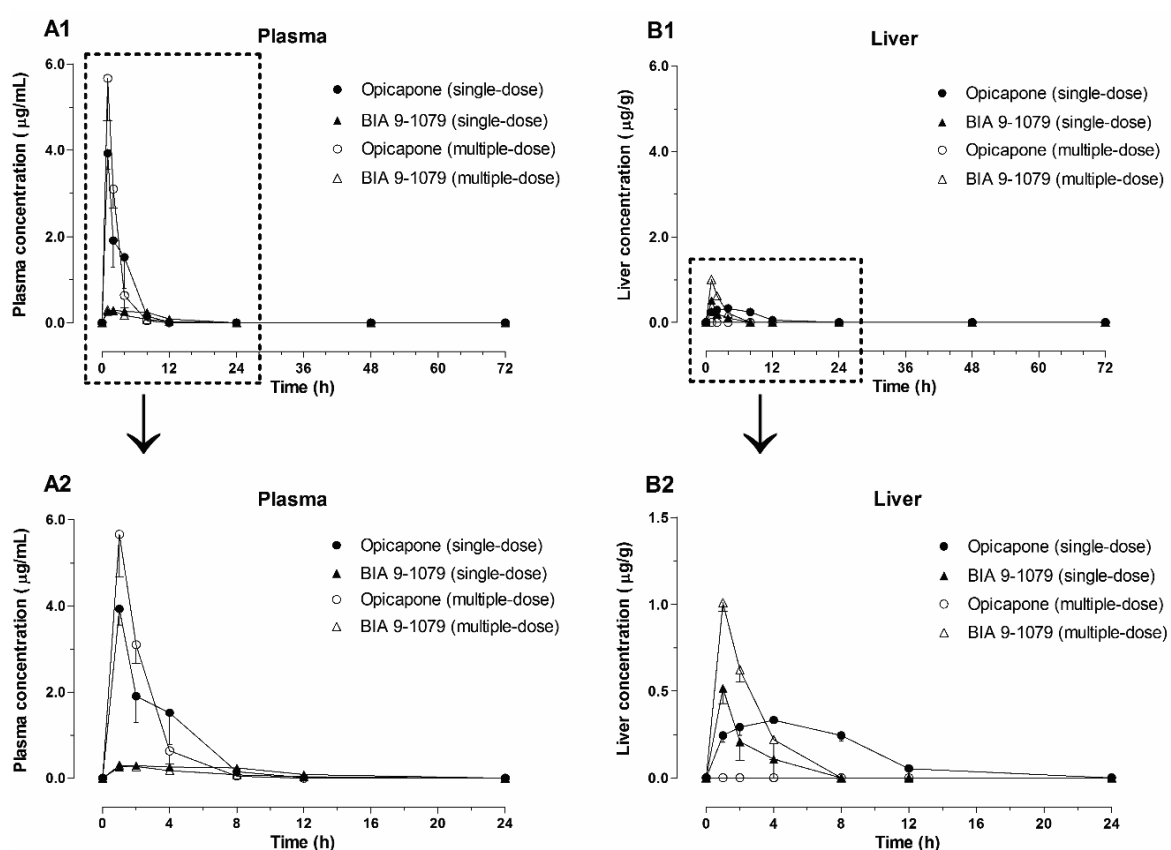 A1
Plasma
Plasma concentration ( µg/mL)
6.0
4.0
2.0
0.0
Opicapone (single-dose)
BIA 9-1079 (single-dose)
Opicapone (multiple-dose)
BIA 9-1079 (multiple-dose)
0 12 24 36 48 72
Time (h)
B1
Liver
Liver concentration ( µg/g)
6.0
4.0
2.0
0.0
Opicapone (single-dose)
BIA 9-1079 (single-dose)
Opicapone (multiple-dose)
BIA 9-1079 (multiple-dose)
0 12 24 36 48 72
Time (h)
A2
Plasma
Plasma concentration ( µg/mL)
6.0
4.0
2.0
0.0
Opicapone (single-dose)
BIA 9-1079 (single-dose)
Opicapone (multiple-dose)
BIA 9-1079 (multiple-dose)
0 4 8 12 16 20 24
Time (h)
B2
Liver
Liver concentration ( µg/g)
1.5
1.0
0.5
0.0
Opicapone (single-dose)
BIA 9-1079 (single-dose)
Opicapone (multiple-dose)
BIA 9-1079 (multiple-dose)
0 4 8 12 16 20 24
Time (h)